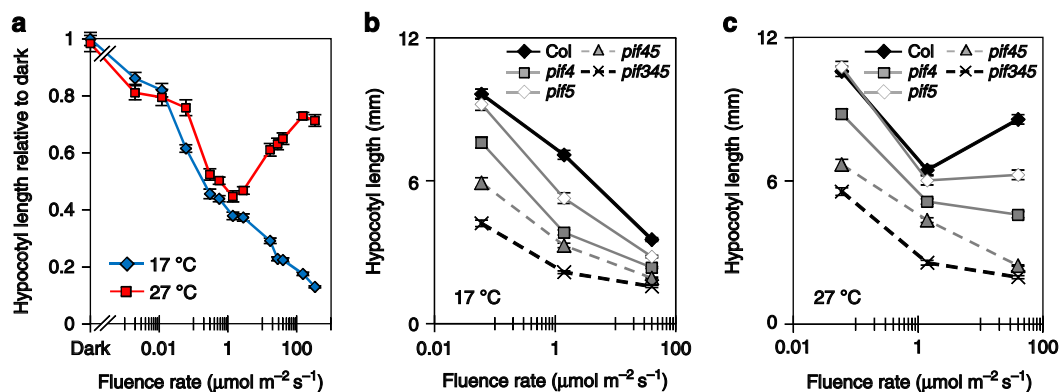 a
Hypocotyl length relative to dark
1
0.8
0.6
0.4
0.2
0
17 °C
27 °C
Dark
0.01
1
100
Fluence rate (μmol m⁻² s⁻¹)
b
Hypocotyl length (mm)
12
6
0
Col
pif4
pif5
pif45
pif345
17 °C
0.01
1
100
Fluence rate (μmol m⁻² s⁻¹)
c
Hypocotyl length (mm)
12
6
0
Col
pif4
pif5
pif45
pif345
27 °C
0.01
1
100
Fluence rate (μmol m⁻² s⁻¹)